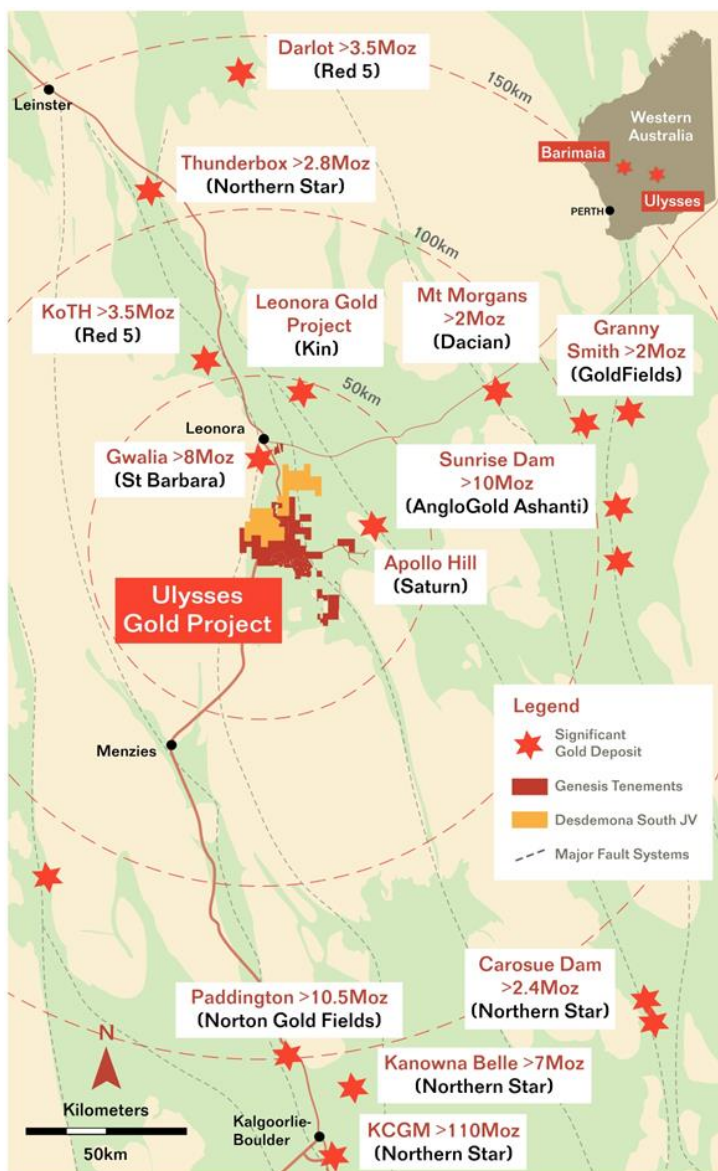 Darlot >3.5Moz
(Red 5)
150km
Leinster
Western
Australia
Barimaia
Ulysses
PERTH
Thunderbox >2.8Moz
(Northern Star)
100km
KoTH >3.5Moz
(Red 5)
Leonora Gold
Project
(Kin)
Mt Morgans
>2Moz
(Dacian)
Granny
Smith >2Moz
(GoldFields)
50km
Leonora
Gwalia >8Moz
(St Barbara)
Sunrise Dam
>10Moz
(AngloGold Ashanti)
Apollo Hill
(Saturn)
Ulysses
Gold Project
Menzies
Legend
Significant
Gold Deposit
Genesis Tenements
Desdemona South JV
Major Fault Systems
Carosue Dam
>2.4Moz
(Northern Star)
Paddington >10.5Moz
(Norton Gold Fields)
Kanowna Belle >7Moz
(Northern Star)
N
Kilometers
50km
Kalgoorlie-
Boulder
KCGM >110Moz
(Northern Star)